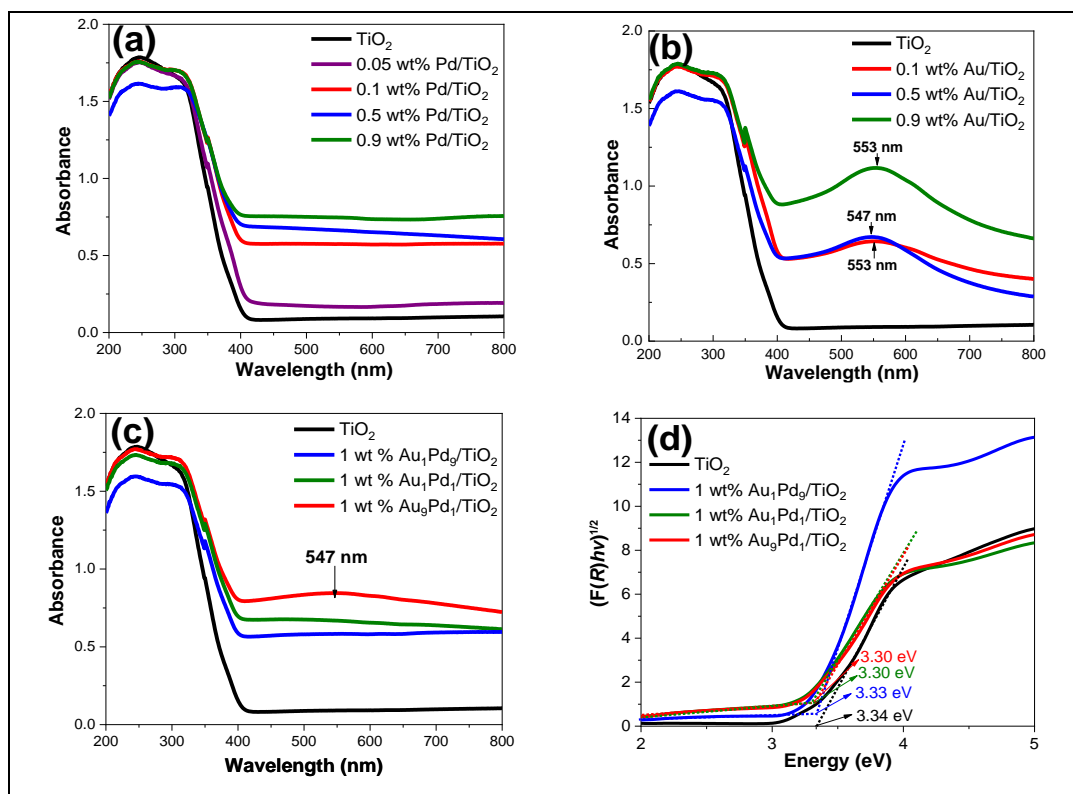 (a)
TiO₂
0.05 wt% Pd/TiO₂
0.1 wt% Pd/TiO₂
0.5 wt% Pd/TiO₂
0.9 wt% Pd/TiO₂
2.0
1.5
1.0
0.5
0.0
Absorbance
200 300 400 500 600 700 800
Wavelength (nm)
(b)
TiO₂
0.1 wt% Au/TiO₂
0.5 wt% Au/TiO₂
0.9 wt% Au/TiO₂
553 nm
547 nm
553 nm
2.0
1.5
1.0
0.5
0.0
Absorbance
200 300 400 500 600 700 800
Wavelength (nm)
(c)
TiO₂
1 wt % Au₁Pd₉/TiO₂
1 wt % Au₁Pd₁/TiO₂
1 wt % Au₉Pd₁/TiO₂
547 nm
2.0
1.5
1.0
0.5
0.0
Absorbance
200 300 400 500 600 700 800
Wavelength (nm)
(d)
TiO₂
1 wt% Au₁Pd₉/TiO₂
1 wt% Au₁Pd₁/TiO₂
1 wt% Au₉Pd₁/TiO₂
3.30 eV
3.30 eV
3.33 eV
3.34 eV
14
13
12
11
10
9
8
7
6
5
4
3
2
1
0
(F(R)hv)¹/²
2 3 4 5
Energy (eV)